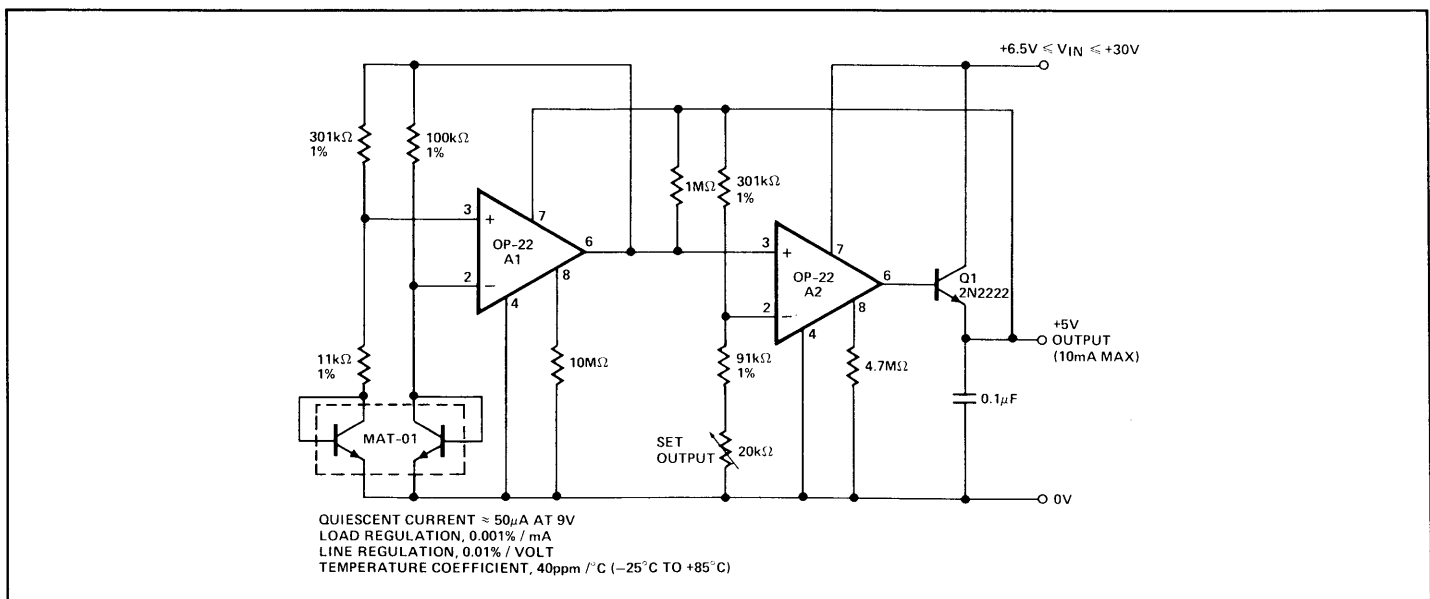 +6.5V ≤ VIN ≤ +30V
301kΩ
1%
100kΩ
1%
1MΩ
301kΩ
1%
3
+
7
OP-22
A1
6
2
−
8
4
3
+
7
OP-22
A2
6
2
−
8
4
Q1
2N2222
+5V
OUTPUT
(10mA MAX)
11kΩ
1%
10MΩ
91kΩ
1%
4.7MΩ
0.1μF
MAT-01
SET
OUTPUT
20kΩ
0V
QUIESCENT CURRENT ≈ 50μA AT 9V
LOAD REGULATION, 0.001% / mA
LINE REGULATION, 0.01% / VOLT
TEMPERATURE COEFFICIENT, 40ppm /°C (−25°C TO +85°C)